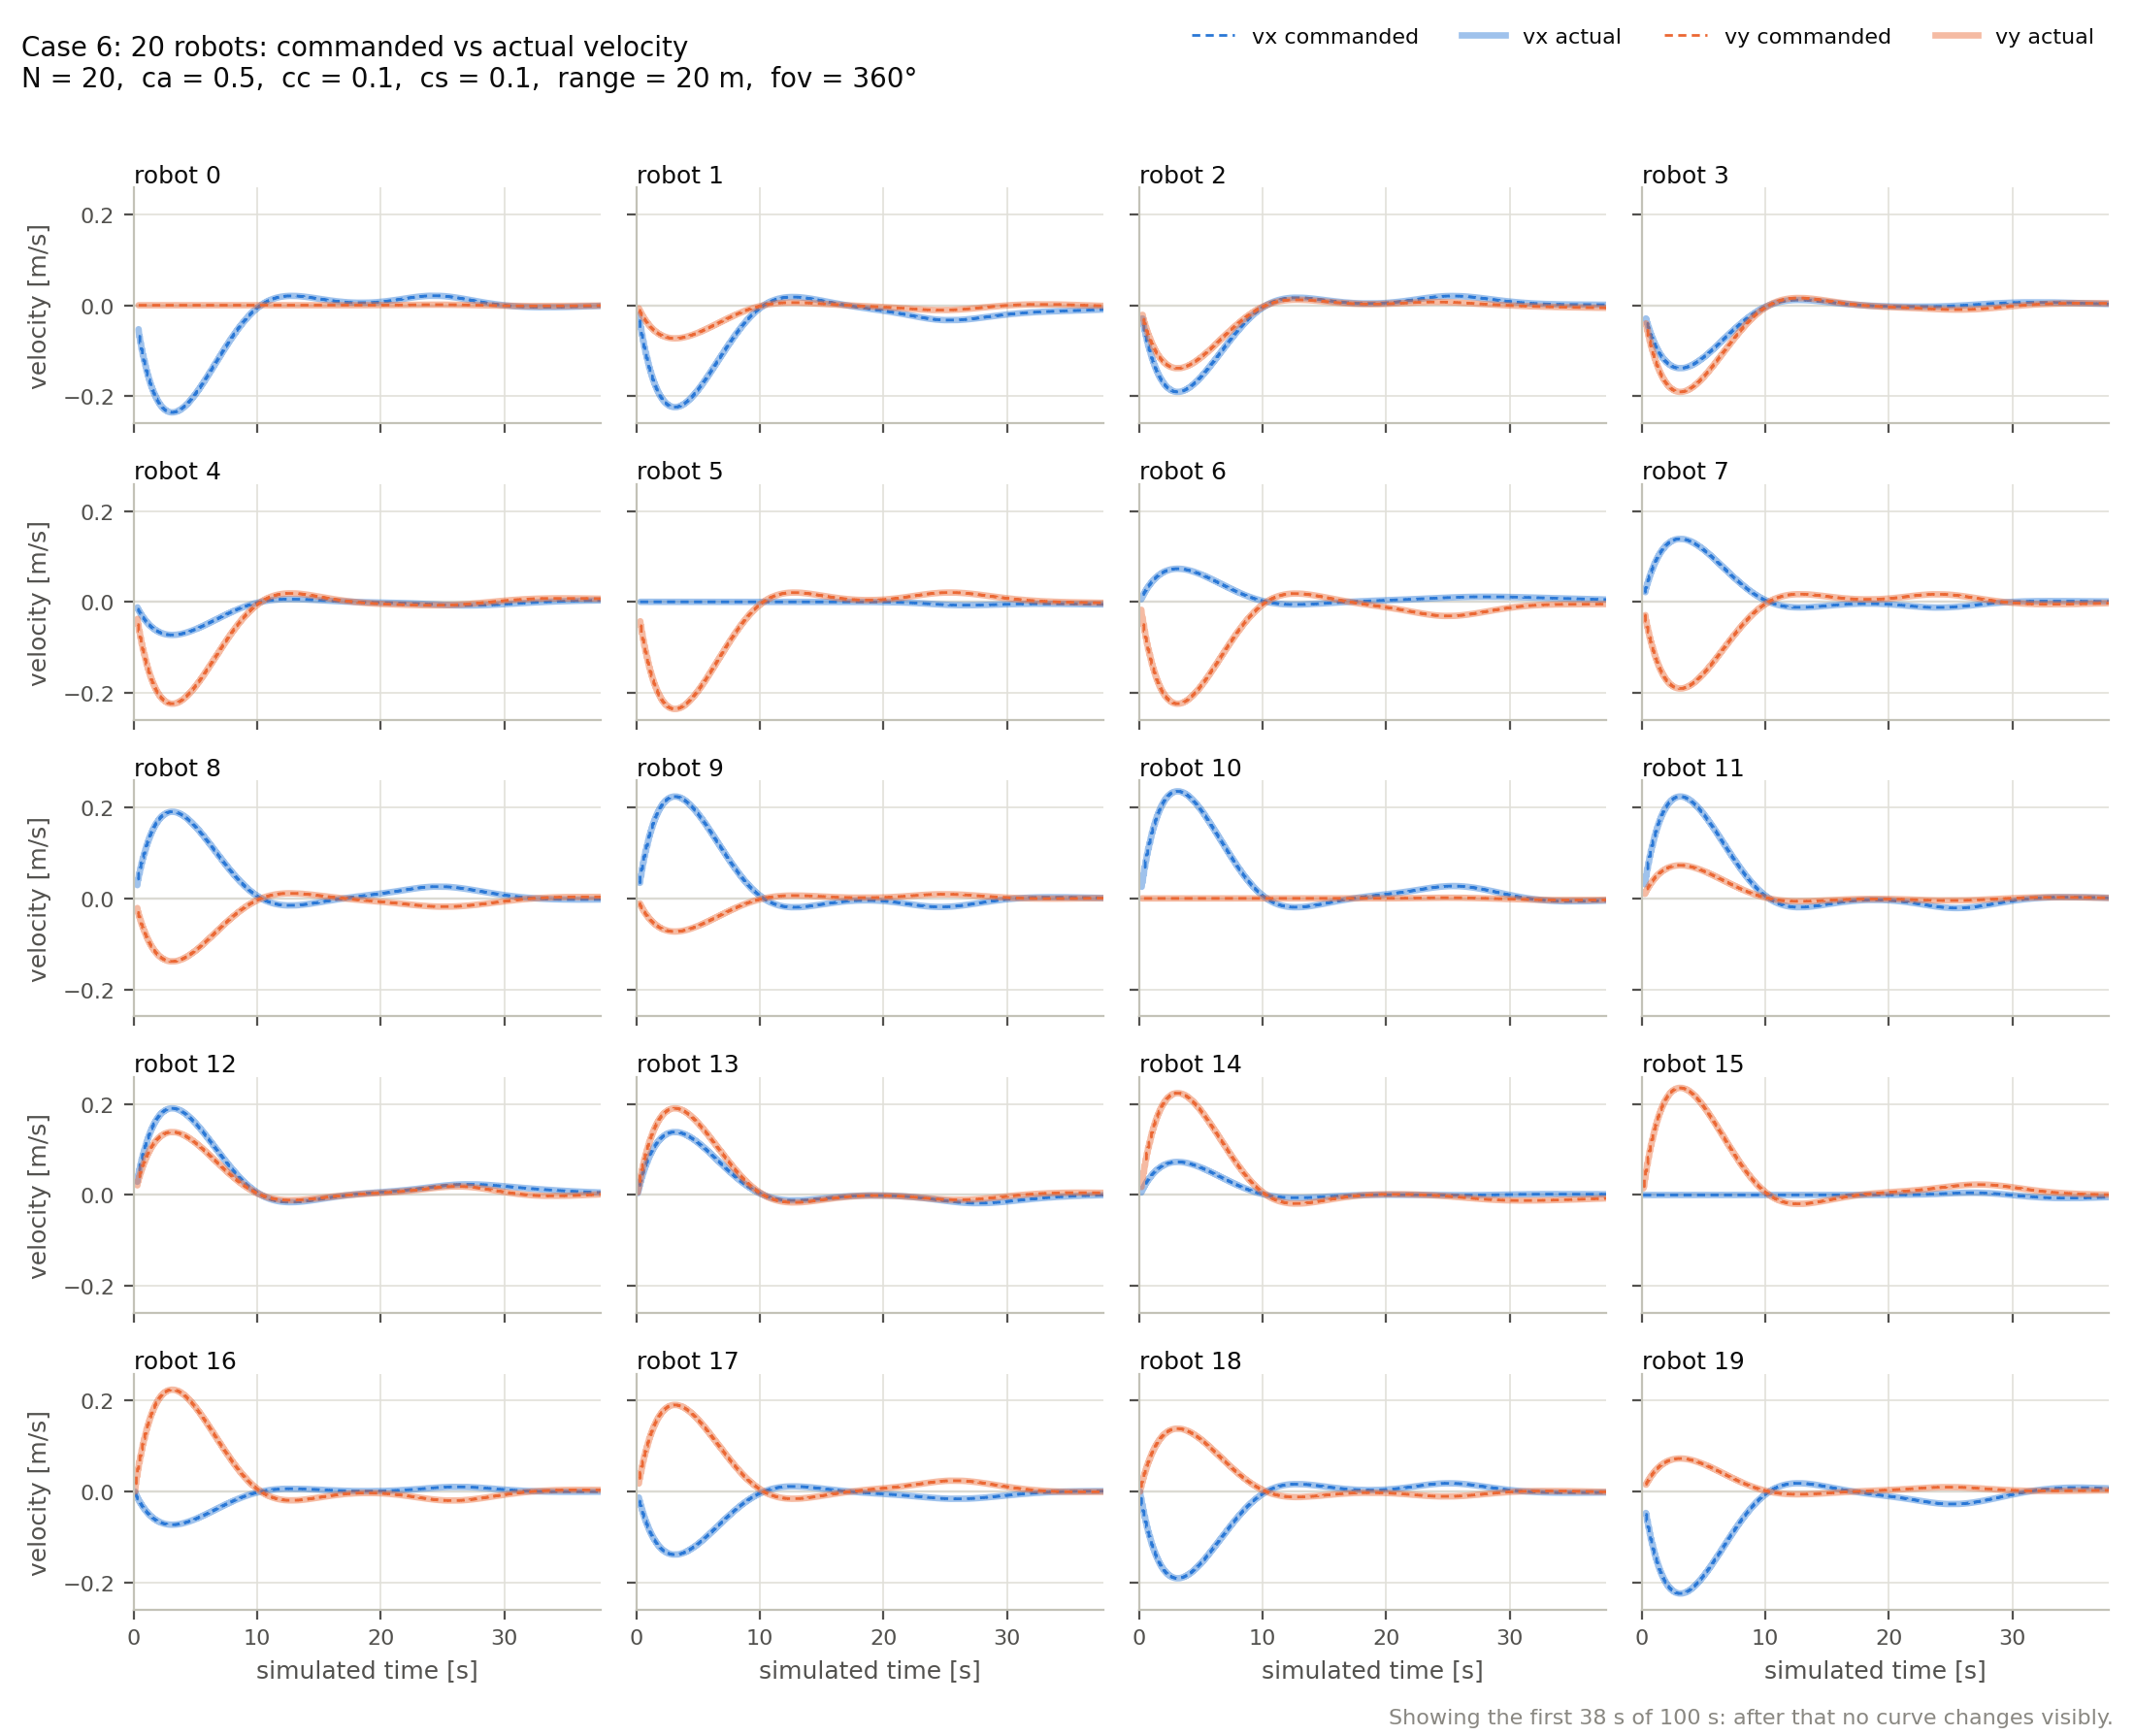 Case 6: 20 robots: commanded vs actual velocity
N = 20,  ca = 0.5,  cc = 0.1,  cs = 0.1,  range = 20 m,  fov = 360°
vx commanded vx actual vy commanded vy actual
robot 0 robot 1 robot 2 robot 3
velocity [m/s]
0.2
0.0
−0.2
robot 4 robot 5 robot 6 robot 7
velocity [m/s]
0.2
0.0
−0.2
robot 8 robot 9 robot 10 robot 11
velocity [m/s]
0.2
0.0
−0.2
robot 12 robot 13 robot 14 robot 15
velocity [m/s]
0.2
0.0
−0.2
robot 16 robot 17 robot 18 robot 19
velocity [m/s]
0.2
0.0
−0.2
0 10 20 30 0 10 20 30 0 10 20 30 0 10 20 30
simulated time [s] simulated time [s] simulated time [s] simulated time [s]
Showing the first 38 s of 100 s: after that no curve changes visibly.